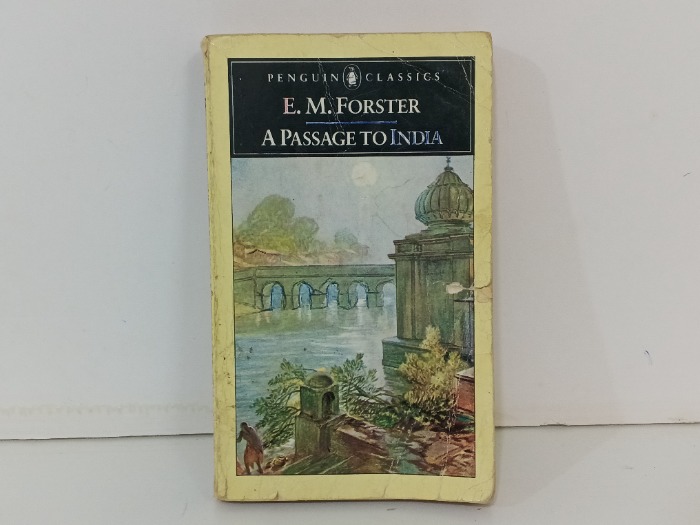 PENGUIN CLASSICS
E. M. FORSTER
A PASSAGE TO INDIA